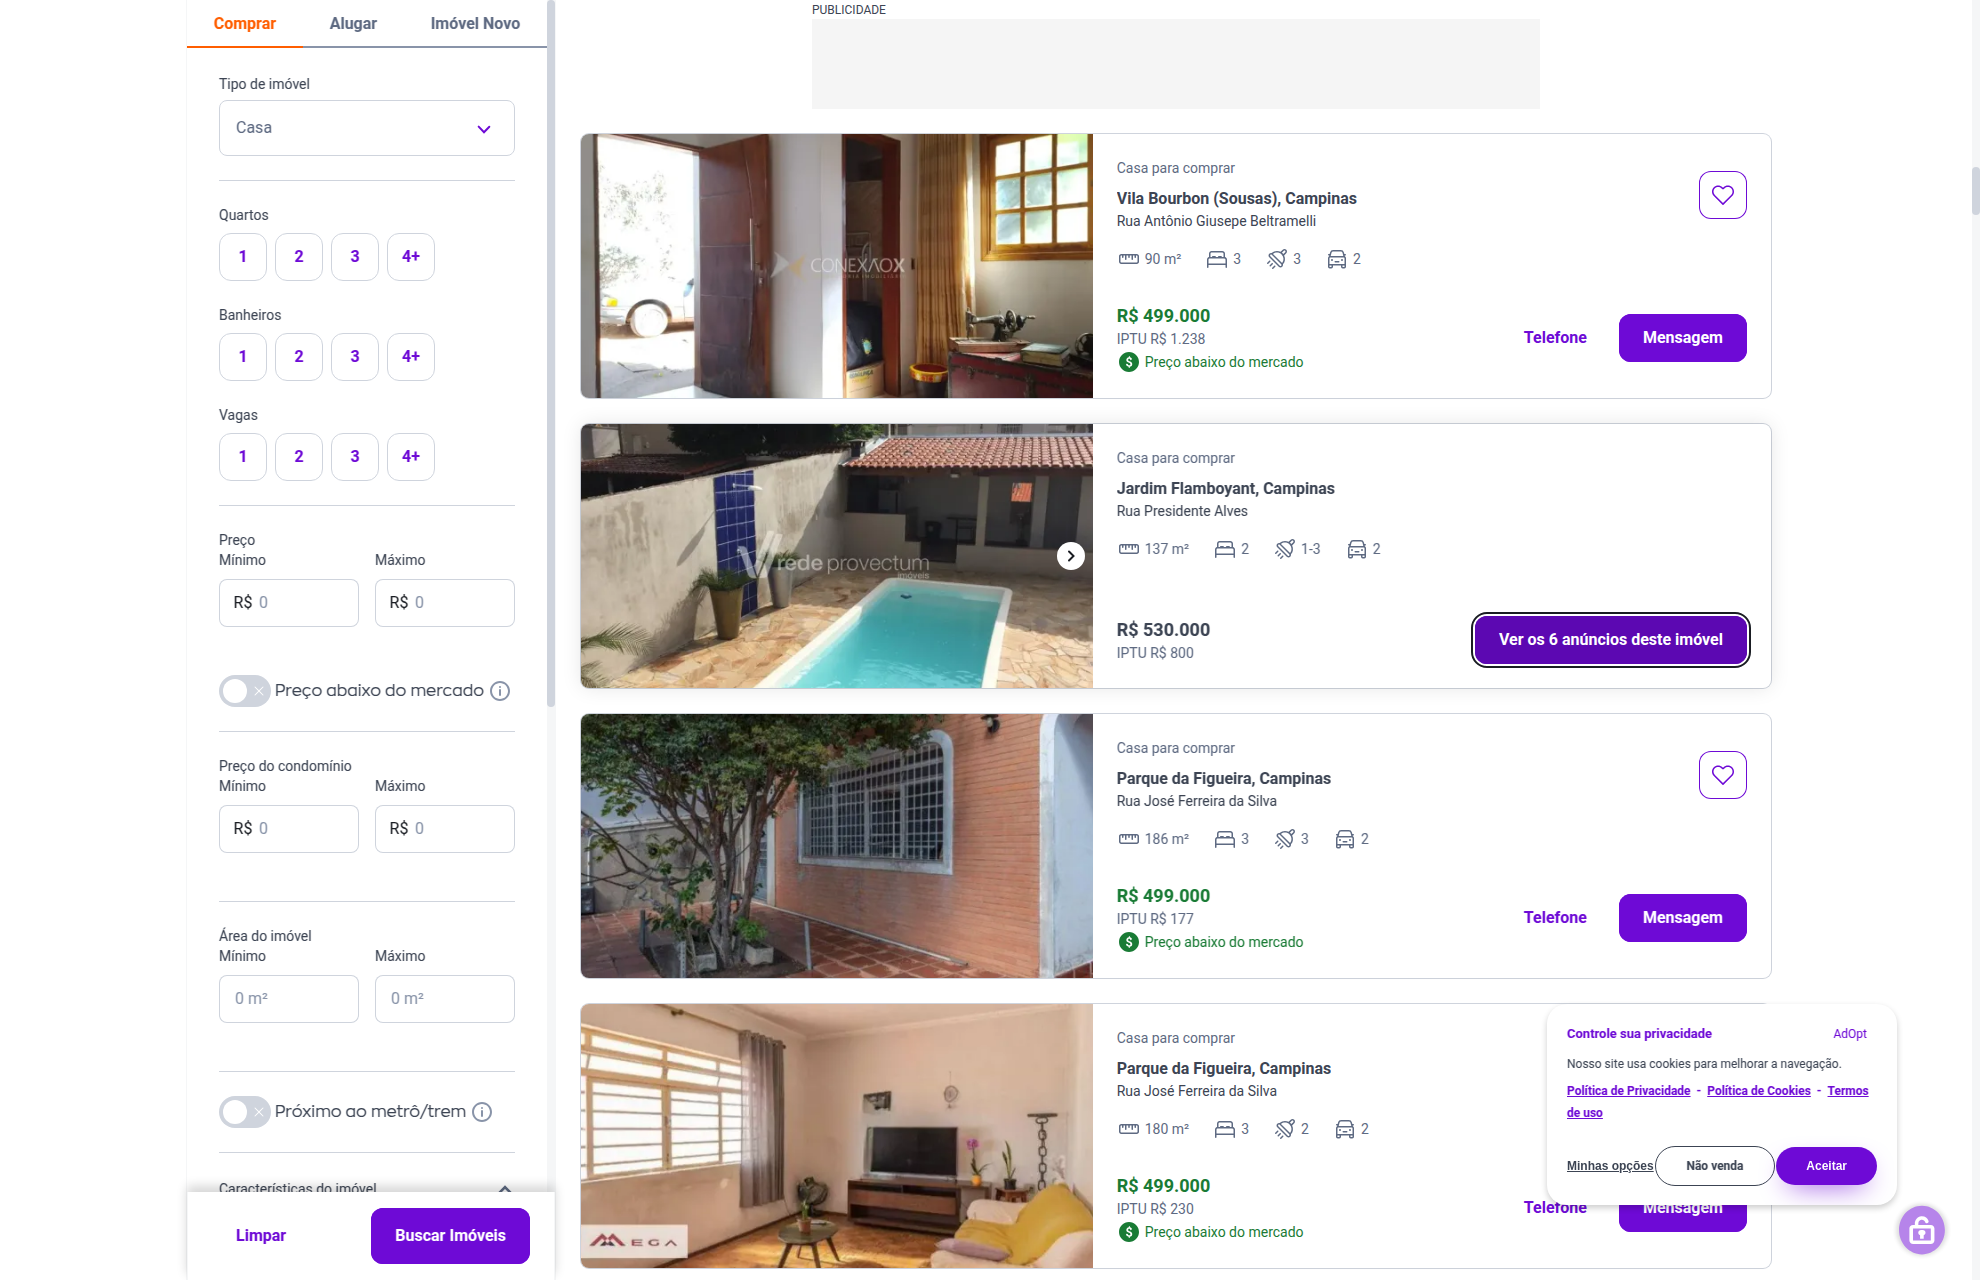 Comprar
Alugar
Imóvel Novo
Tipo de imóvel
Casa
Quartos
1
2
3
4+
Banheiros
1
2
3
4+
Vagas
1
2
3
4+
Preço
Mínimo
Máximo
R$ 0
R$ 0
Preço abaixo do mercado
Preço do condomínio
Mínimo
Máximo
R$ 0
R$ 0
Área do imóvel
Mínimo
Máximo
0 m²
0 m²
Próximo ao metrô/trem
Características do imóvel
Limpar
Buscar Imóveis
PUBLICIDADE
CONEXAOX
Casa para comprar
Vila Bourbon (Sousas), Campinas
Rua Antônio Giusepe Beltramelli
90 m²
3
3
2
R$ 499.000
IPTU R$ 1.238
Preço abaixo do mercado
Telefone
Mensagem
rede provectum
imóveis
Casa para comprar
Jardim Flamboyant, Campinas
Rua Presidente Alves
137 m²
2
1-3
2
R$ 530.000
IPTU R$ 800
Ver os 6 anúncios deste imóvel
Casa para comprar
Parque da Figueira, Campinas
Rua José Ferreira da Silva
186 m²
3
3
2
R$ 499.000
IPTU R$ 177
Preço abaixo do mercado
Telefone
Mensagem
MEGA
Casa para comprar
Parque da Figueira, Campinas
Rua José Ferreira da Silva
180 m²
3
2
2
R$ 499.000
IPTU R$ 230
Preço abaixo do mercado
Telefone
Mensagem
Controle sua privacidade
AdOpt
Nosso site usa cookies para melhorar a navegação.
Política de Privacidade - Política de Cookies - Termos
de uso
Minhas opções
Não venda
Aceitar